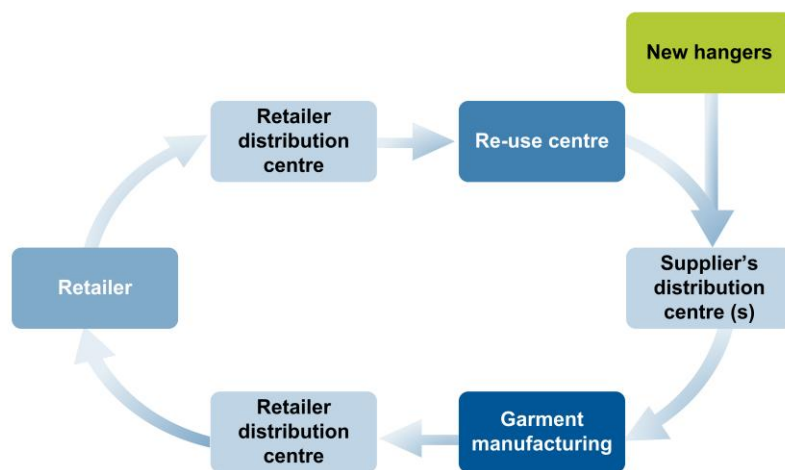 New hangers
Retailer
distribution
centre
Re-use centre
Retailer
Supplier’s
distribution
centre (s)
Retailer
distribution
centre
Garment
manufacturing